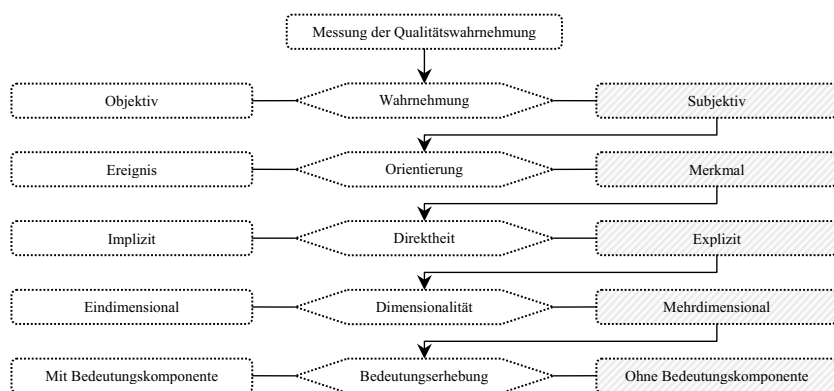 Messung der Qualitätswahrnehmung
Objektiv
Wahrnehmung
Subjektiv
Ereignis
Orientierung
Merkmal
Implizit
Direktheit
Explizit
Eindimensional
Dimensionalität
Mehrdimensional
Mit Bedeutungskomponente
Bedeutungserhebung
Ohne Bedeutungskomponente